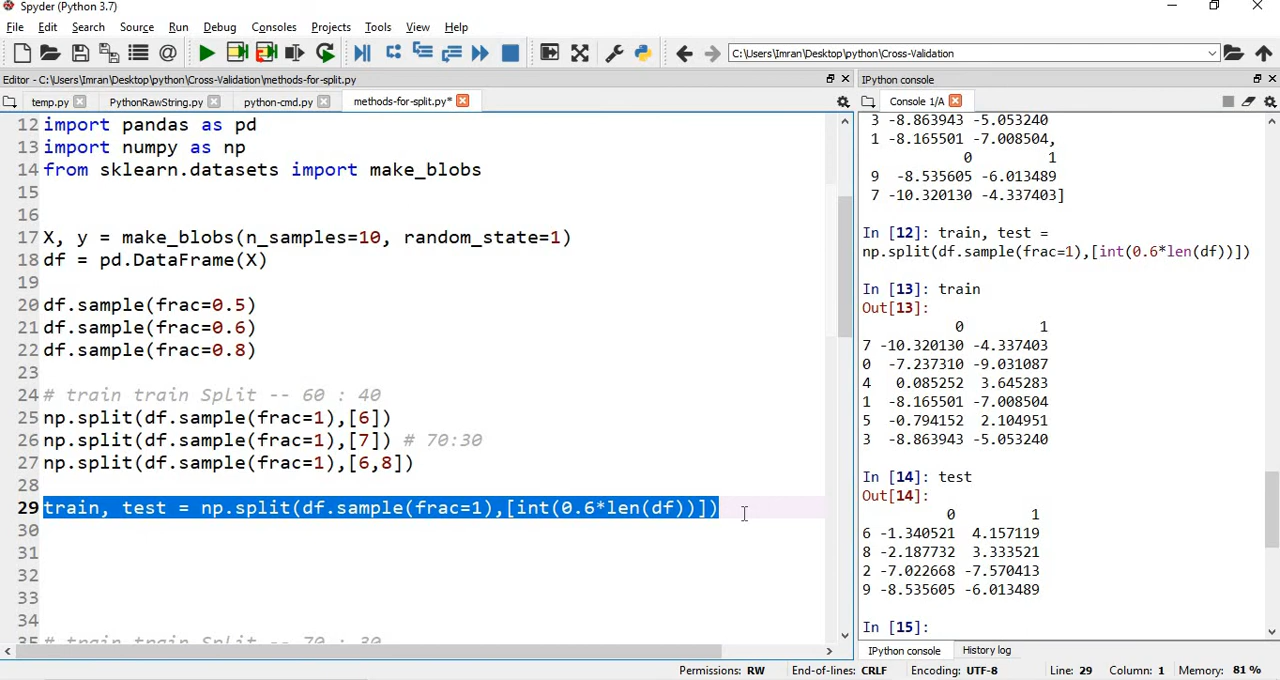 Spyder (Python 3.7)
File Edit Search Source Run Debug Consoles Projects Tools View Help
C:\Users\Imran\Desktop\python\Cross-Validation
Editor - C:\Users\Imran\Desktop\python\Cross-Validation\methods-for-split.py
temp.py PythonRawString.py python-cmd.py methods-for-split.py*
12 import pandas as pd
13 import numpy as np
14 from sklearn.datasets import make_blobs
15
16
17 X, y = make_blobs(n_samples=10, random_state=1)
18 df = pd.DataFrame(X)
19
20 df.sample(frac=0.5)
21 df.sample(frac=0.6)
22 df.sample(frac=0.8)
23
24 # train train Split -- 60 : 40
25 np.split(df.sample(frac=1),[6])
26 np.split(df.sample(frac=1),[7]) # 70:30
27 np.split(df.sample(frac=1),[6,8])
28
29 train, test = np.split(df.sample(frac=1),[int(0.6*len(df))])
30
31
32
33
34
35 # train train Split -- 70 : 30
IPython console
Console 1/A
3 -8.863943 -5.053240
1 -8.165501 -7.008504,
0 1
9 -8.535605 -6.013489
7 -10.320130 -4.337403]
In [12]: train, test =
np.split(df.sample(frac=1),[int(0.6*len(df))])
In [13]: train
Out[13]:
0 1
7 -10.320130 -4.337403
0 -7.237310 -9.031087
4 0.085252 3.645283
1 -8.165501 -7.008504
5 -0.794152 2.104951
3 -8.863943 -5.053240
In [14]: test
Out[14]:
0 1
6 -1.340521 4.157119
8 -2.187732 3.333521
2 -7.022668 -7.570413
9 -8.535605 -6.013489
In [15]:
IPython console History log
Permissions: RW End-of-lines: CRLF Encoding: UTF-8 Line: 29 Column: 1 Memory: 81 %